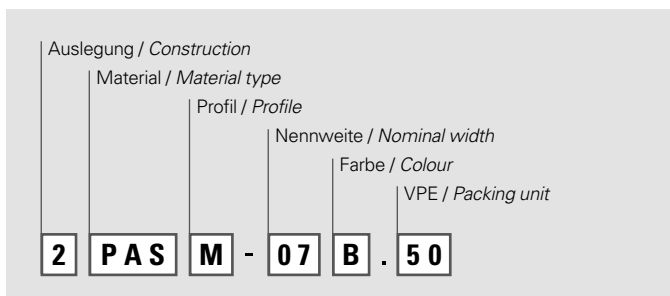 Auslegung / Construction
Material / Material type
Profil / Profile
Nennweite / Nominal width
Farbe / Colour
VPE / Packing unit
2 PAS M - 07 B . 50